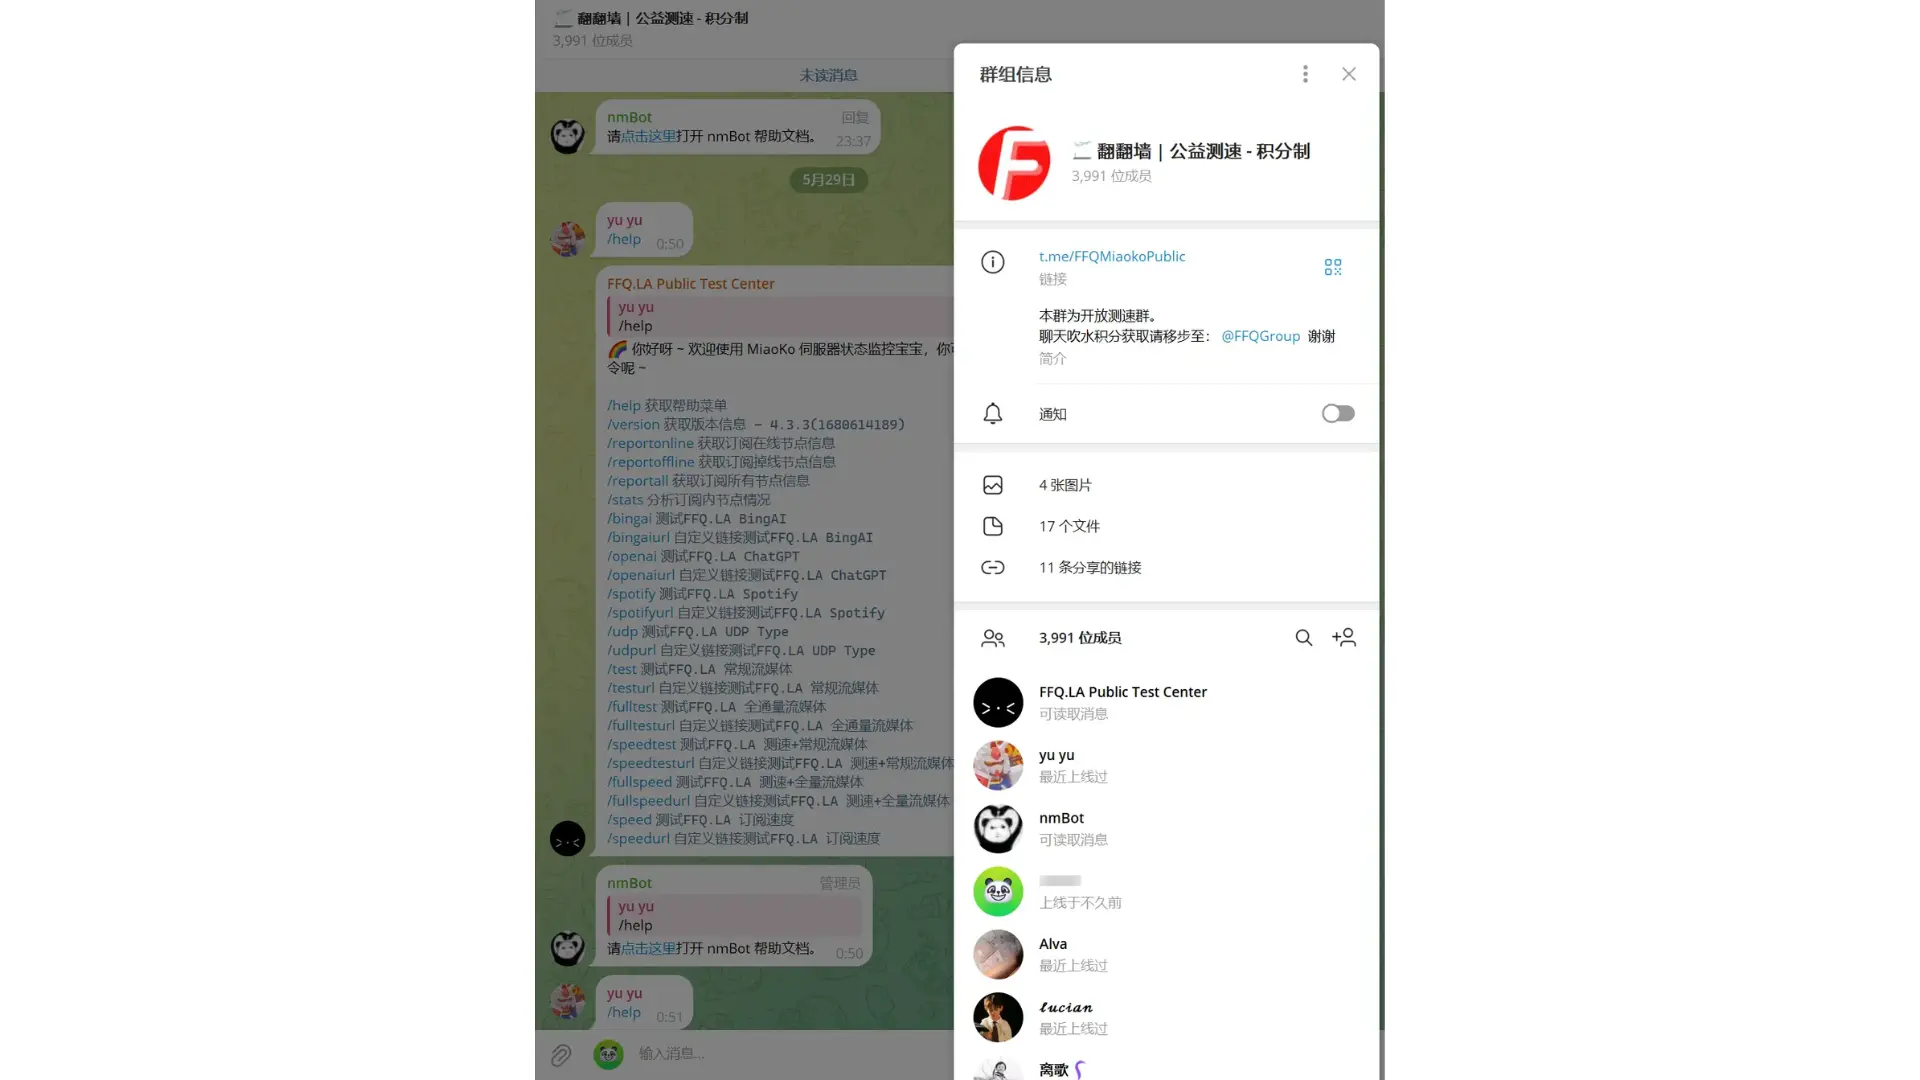 翻翻墙 | 公益测速 - 积分制
3,991 位成员
未读消息
nmBot 回复
请点击这里打开 nmBot 帮助文档。 23:37
5月29日
yu yu
/help 0:50
FFQ.LA Public Test Center
yu yu
/help
你好呀 ~ 欢迎使用 MiaoKo 伺服器状态监控宝宝，你
令呢 ~
/help 获取帮助菜单
/version 获取版本信息 - 4.3.3(1680614189)
/reportonline 获取订阅在线节点信息
/reportoffline 获取订阅掉线节点信息
/reportall 获取订阅所有节点信息
/stats 分析订阅内节点情况
/bingai 测试FFQ.LA BingAI
/bingaiurl 自定义链接测试FFQ.LA BingAI
/openai 测试FFQ.LA ChatGPT
/openaiurl 自定义链接测试FFQ.LA ChatGPT
/spotify 测试FFQ.LA Spotify
/spotifyurl 自定义链接测试FFQ.LA Spotify
/udp 测试FFQ.LA UDP Type
/udpurl 自定义链接测试FFQ.LA UDP Type
/test 测试FFQ.LA 常规流媒体
/testurl 自定义链接测试FFQ.LA 常规流媒体
/fulltest 测试FFQ.LA 全通量流媒体
/fulltesturl 自定义链接测试FFQ.LA 全通量流媒体
/speedtest 测试FFQ.LA 测速+常规流媒体
/speedtesturl 自定义链接测试FFQ.LA 测速+常规流媒体
/fullspeed 测试FFQ.LA 测速+全量流媒体
/fullspeedurl 自定义链接测试FFQ.LA 测速+全量流媒体
/speed 测试FFQ.LA 订阅速度
/speedurl 自定义链接测试FFQ.LA 订阅速度
nmBot 管理员
yu yu
/help
请点击这里打开 nmBot 帮助文档。 0:50
yu yu
/help 0:51
输入消息...
群组信息
翻翻墙 | 公益测速 - 积分制
3,991 位成员
t.me/FFQMiaokoPublic
链接
本群为开放测速群。
聊天吹水积分获取请移步至： @FFQGroup 谢谢
简介
通知
4 张图片
17 个文件
11 条分享的链接
3,991 位成员
FFQ.LA Public Test Center
可读取消息
yu yu
最近上线过
nmBot
可读取消息
上线于不久前
Alva
最近上线过
𝓵𝓾𝓬𝓲𝓪𝓷
最近上线过
离歌